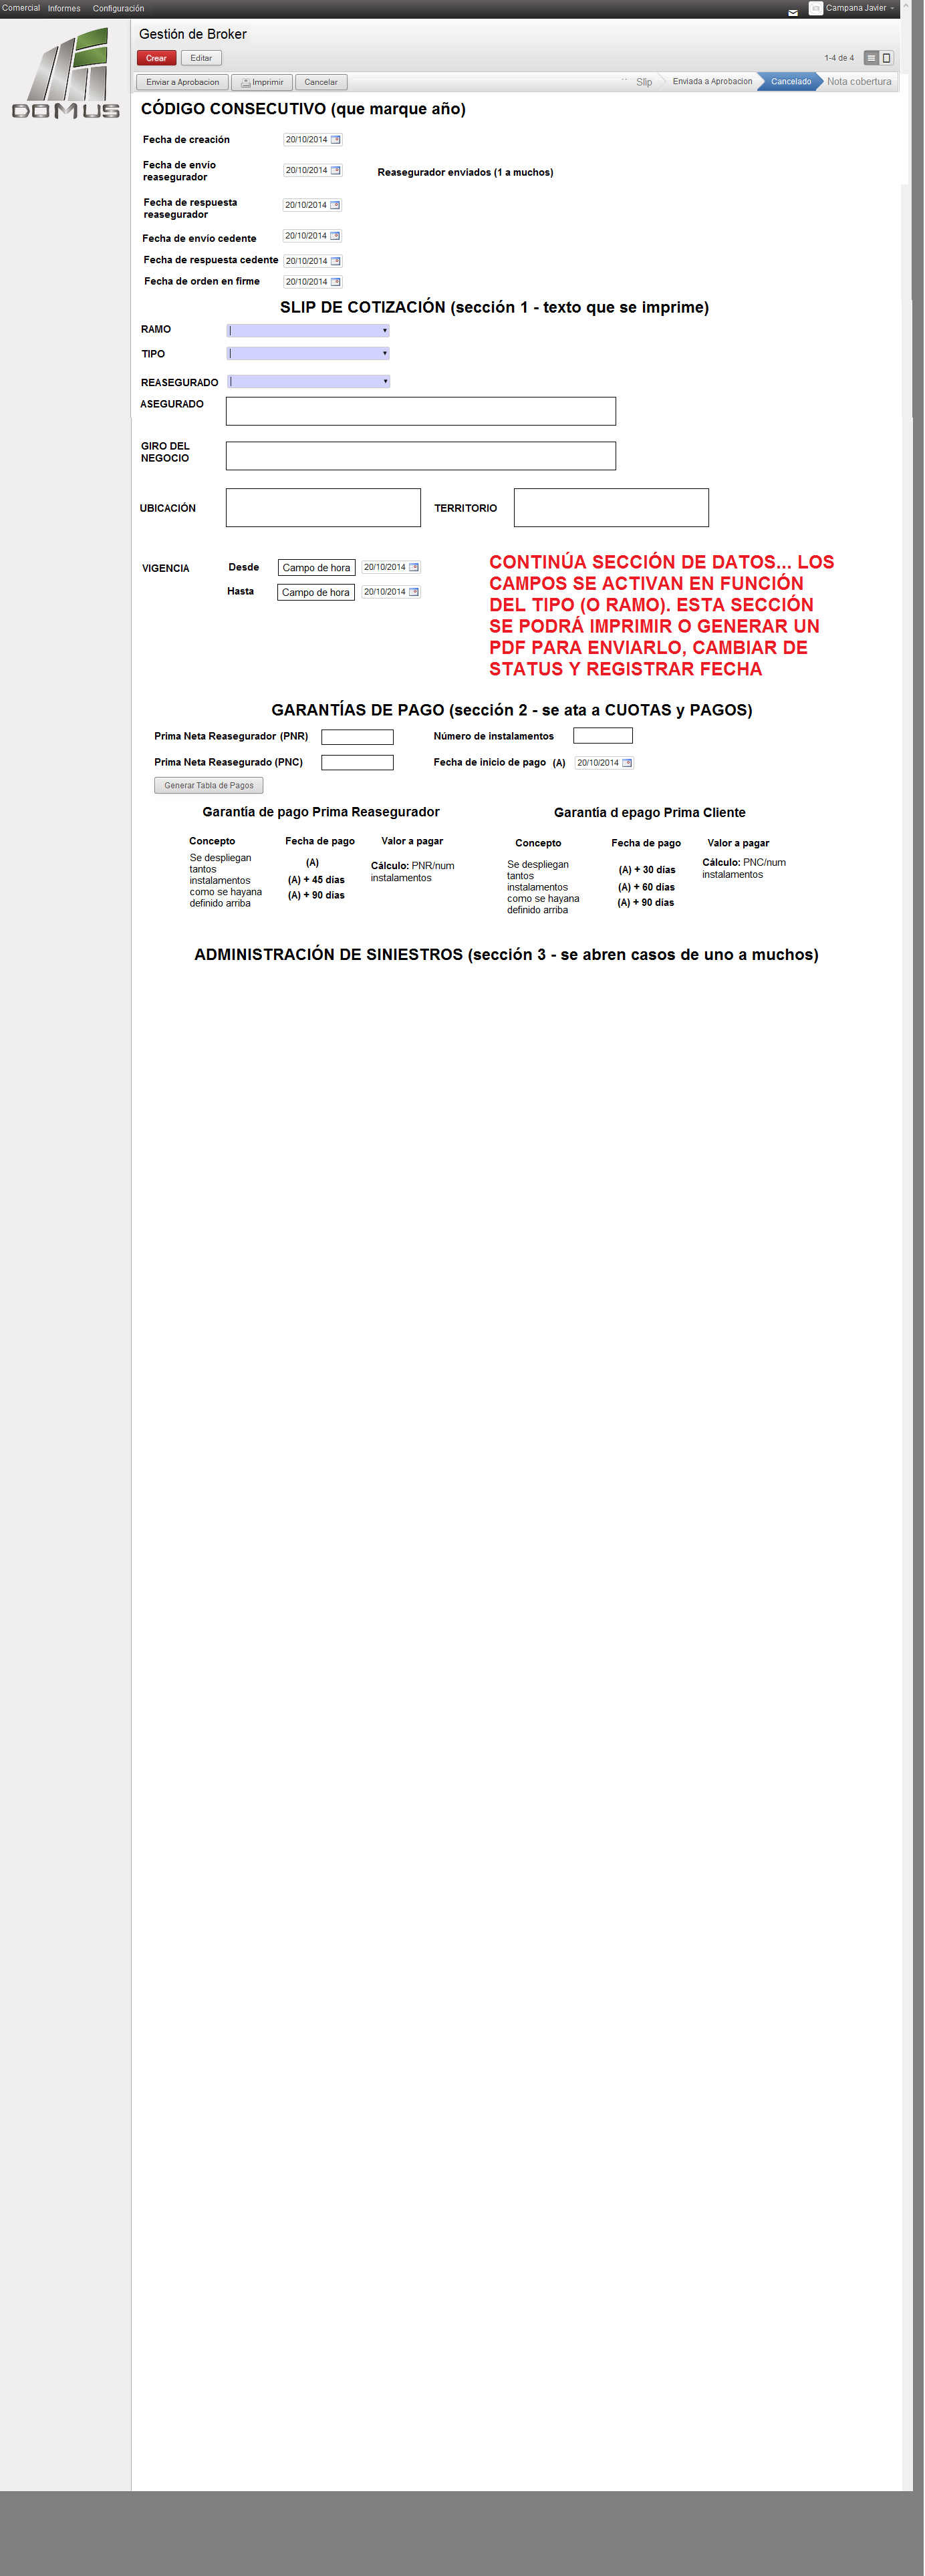 Comercial Informes Configuración Campana Javier
DOMUS
Gestión de Broker
Crear Editar 1-4 de 4
Enviar a Aprobacion Imprimir Cancelar Slip Enviada a Aprobacion Cancelado Nota cobertura
CÓDIGO CONSECUTIVO (que marque año)
Fecha de creación 20/10/2014
Fecha de envío
reasegurador 20/10/2014 Reasegurador enviados (1 a muchos)
Fecha de respuesta
reasegurador 20/10/2014
Fecha de envío cedente 20/10/2014
Fecha de respuesta cedente 20/10/2014
Fecha de orden en firme 20/10/2014
SLIP DE COTIZACIÓN (sección 1 - texto que se imprime)
RAMO
TIPO
REASEGURADO
ASEGURADO
GIRO DEL
NEGOCIO
UBICACIÓN TERRITORIO
VIGENCIA Desde Campo de hora 20/10/2014
Hasta Campo de hora 20/10/2014
CONTINÚA SECCIÓN DE DATOS... LOS
CAMPOS SE ACTIVAN EN FUNCIÓN
DEL TIPO (O RAMO). ESTA SECCIÓN
SE PODRÁ IMPRIMIR O GENERAR UN
PDF PARA ENVIARLO, CAMBIAR DE
STATUS Y REGISTRAR FECHA
GARANTÍAS DE PAGO (sección 2 - se ata a CUOTAS y PAGOS)
Prima Neta Reasegurador (PNR) Número de instalamentos
Prima Neta Reasegurado (PNC) Fecha de inicio de pago (A) 20/10/2014
Generar Tabla de Pagos
Garantía de pago Prima Reasegurador
Concepto Fecha de pago Valor a pagar
Se despliegan
tantos
instalamentos
como se hayana
definido arriba
(A)
(A) + 45 días
(A) + 90 días
Cálculo: PNR/num
instalamentos
Garantía d epago Prima Cliente
Concepto Fecha de pago Valor a pagar
Se despliegan
tantos
instalamentos
como se hayana
definido arriba
(A) + 30 días
(A) + 60 días
(A) + 90 días
Cálculo: PNC/num
instalamentos
ADMINISTRACIÓN DE SINIESTROS (sección 3 - se abren casos de uno a muchos)